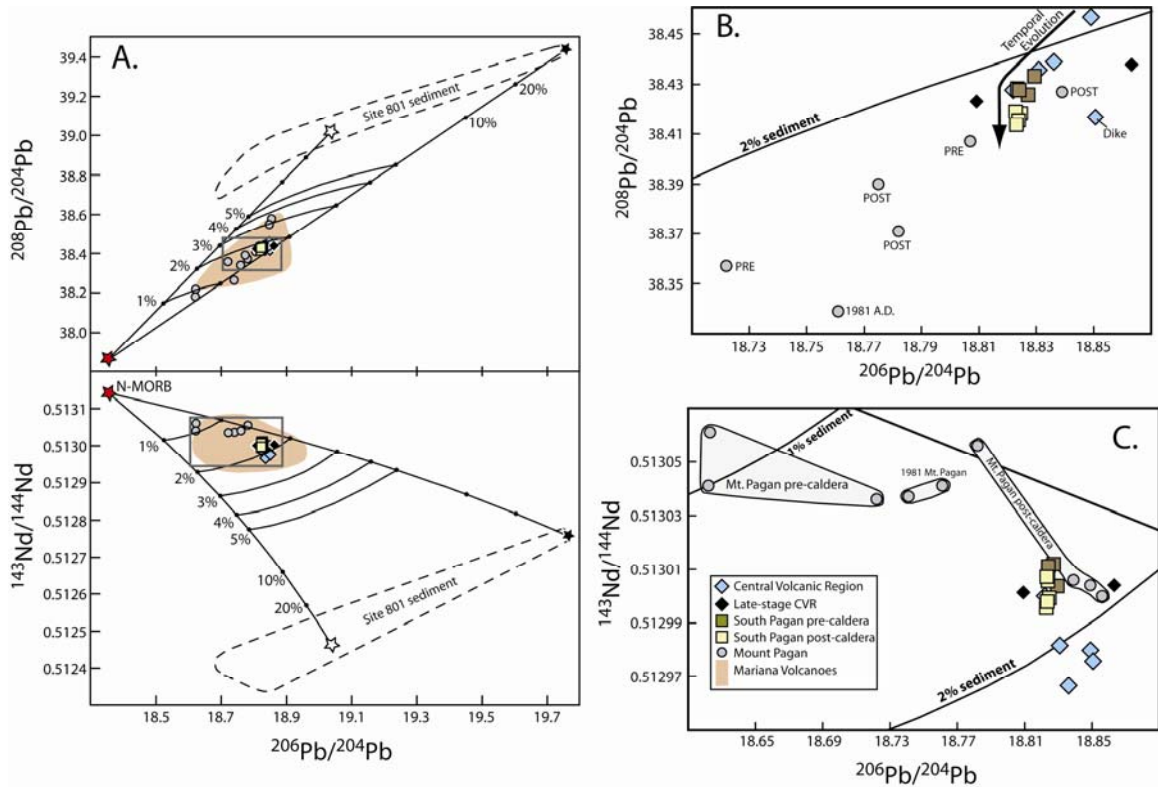 A.
39.4
39.2
39.0
38.8
38.6
38.4
38.2
38.0
208Pb/204Pb
Site 801 sediment
20%
10%
5%
4%
3%
2%
1%
N-MORB
0.5131
0.5130
0.5129
0.5128
0.5127
0.5126
0.5125
0.5124
143Nd/144Nd
1%
2%
3%
4%
5%
10%
20%
Site 801 sediment
18.5 18.7 18.9 19.1 19.3 19.5 19.7
206Pb/204Pb
B.
38.45
38.43
38.41
38.39
38.37
38.35
208Pb/204Pb
Temporal
Evolution
2% sediment
POST
Dike
PRE
POST
POST
PRE
1981 A.D.
18.73 18.75 18.77 18.79 18.81 18.83 18.85
206Pb/204Pb
C.
0.51305
0.51303
0.51301
0.51299
0.51297
143Nd/144Nd
1% sediment
Mt. Pagan pre-caldera
1981 Mt. Pagan
Mt. Pagan post-caldera
2% sediment
Central Volcanic Region
Late-stage CVR
South Pagan pre-caldera
South Pagan post-caldera
Mount Pagan
Mariana Volcanoes
18.65 18.69 18.73 18.77 18.81 18.85
206Pb/204Pb